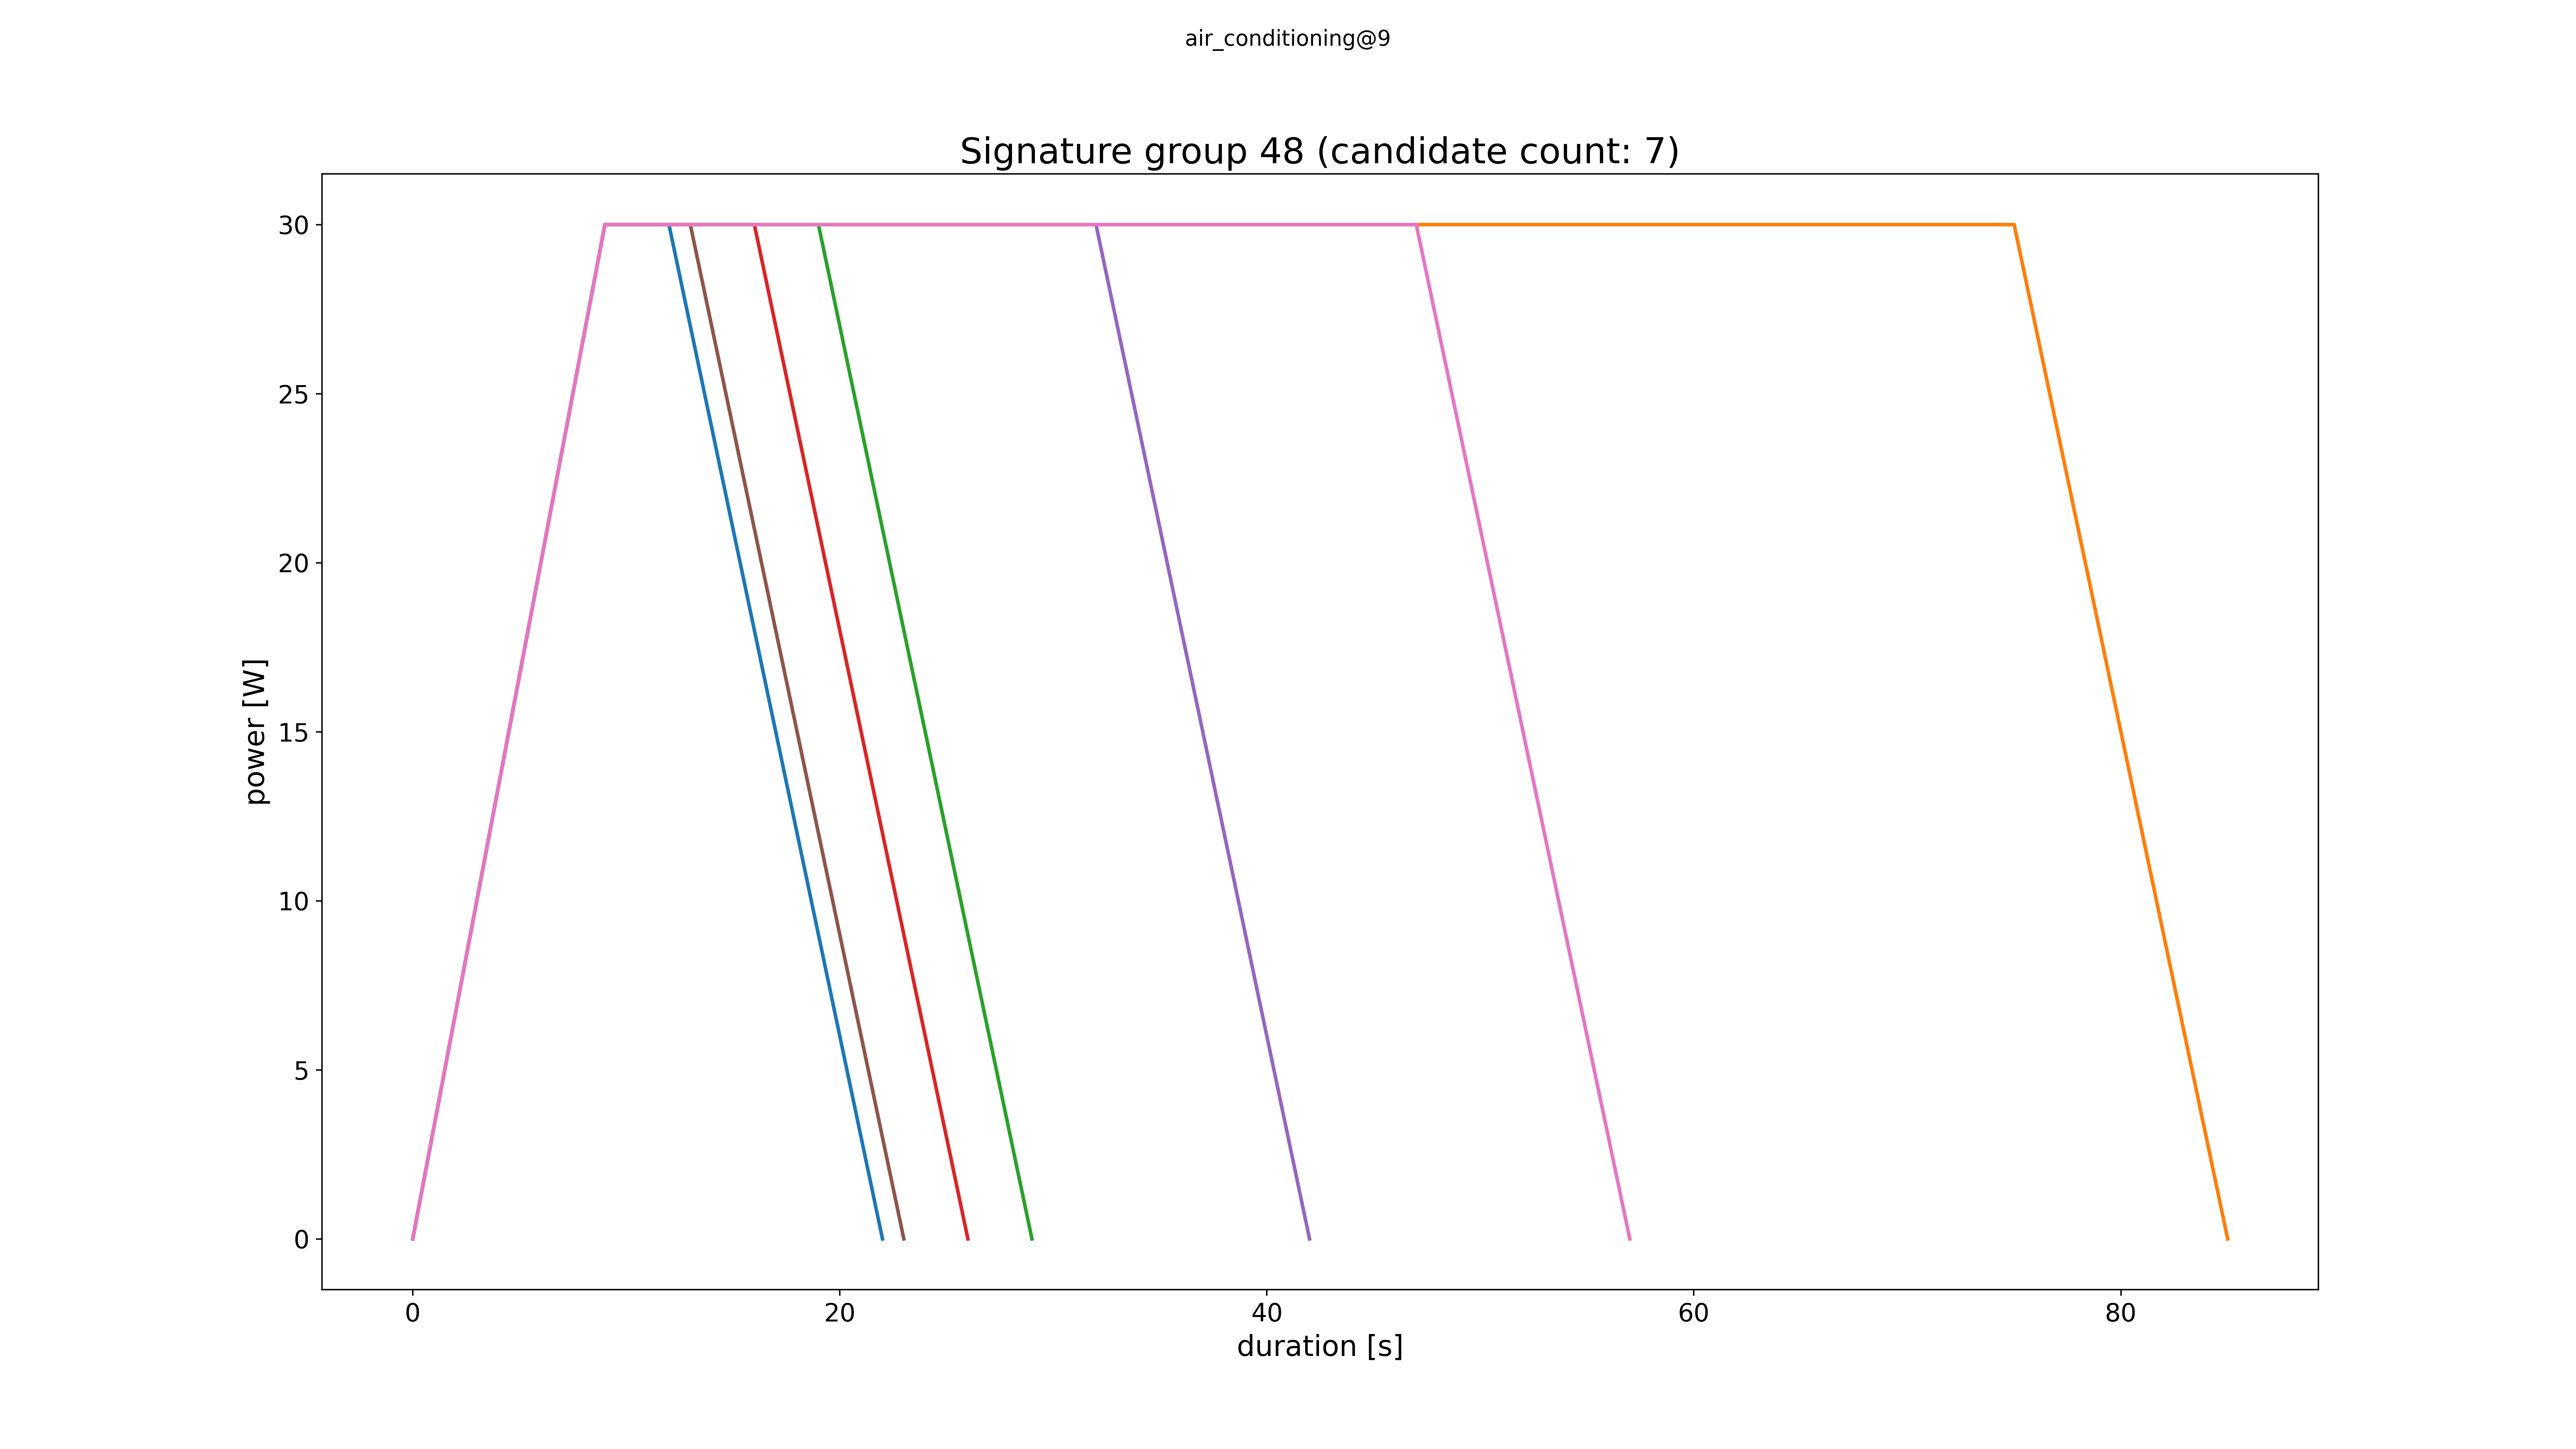 air_conditioning@9
Signature group 48 (candidate count: 7)
power [W]
30
25
20
15
10
5
0
0 20 40 60 80
duration [s]